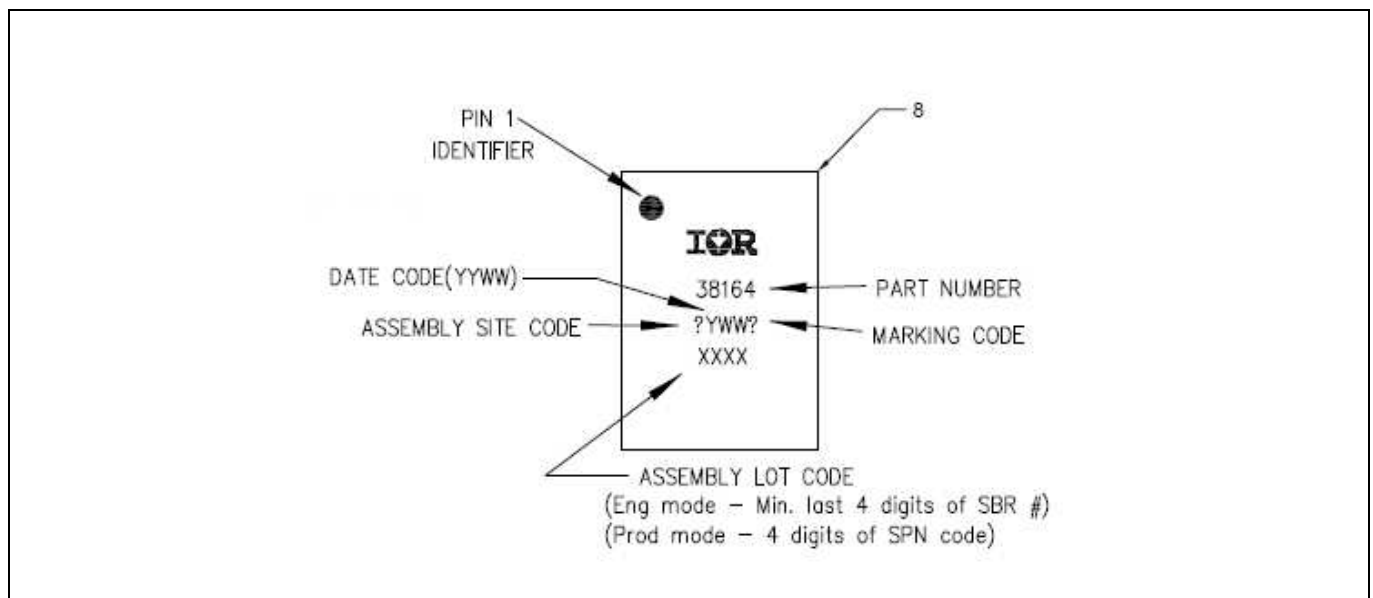 PIN 1
IDENTIFIER
8
IOR
DATE CODE(YYWW)
38164
PART NUMBER
ASSEMBLY SITE CODE
?YWW?
MARKING CODE
XXXX
ASSEMBLY LOT CODE
(Eng mode – Min. last 4 digits of SBR #)
(Prod mode – 4 digits of SPN code)